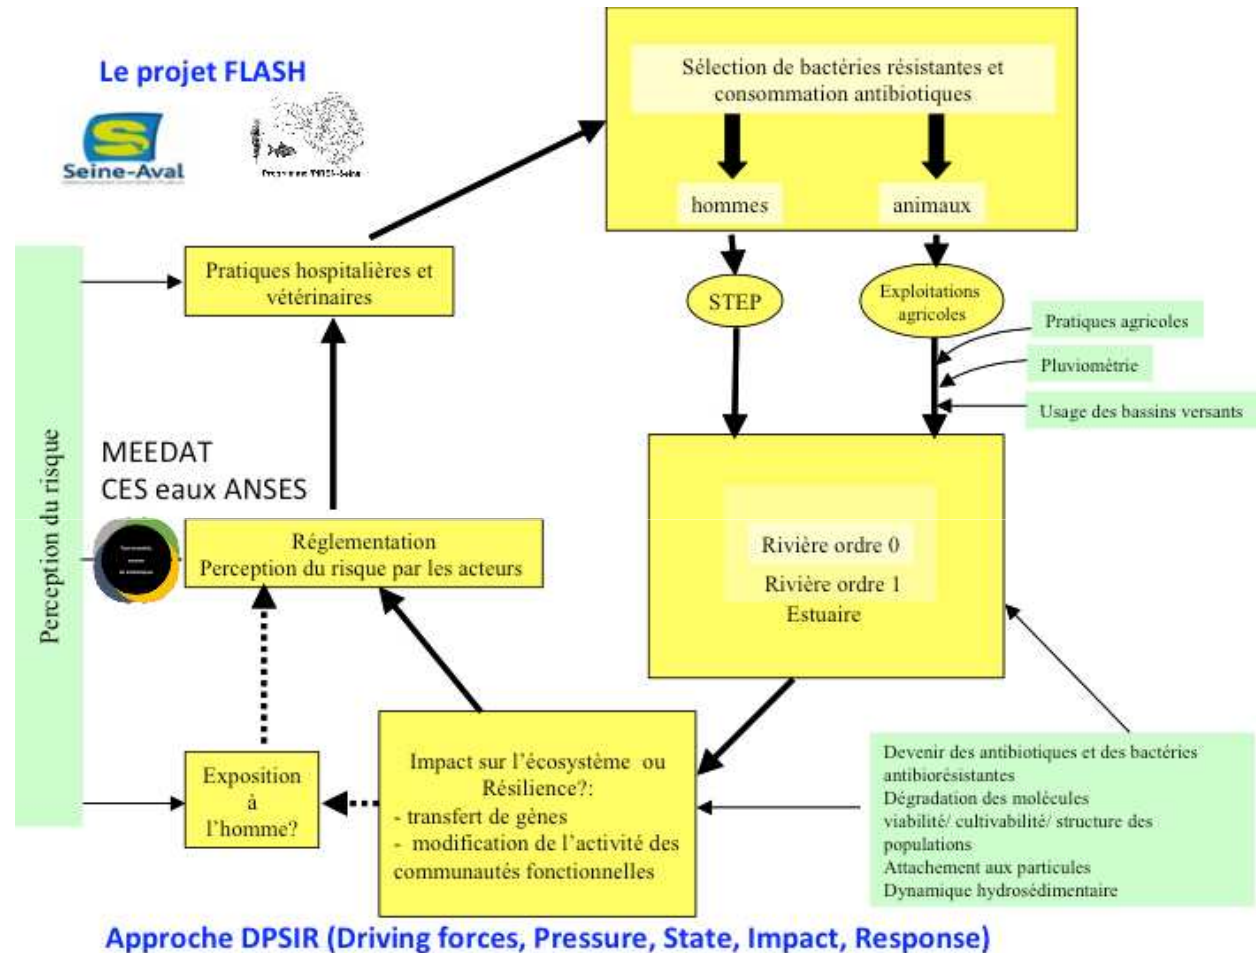 Le projet FLASH
Seine-Aval
Sélection de bactéries résistantes et
consommation antibiotiques
hommes
animaux
Pratiques hospitalières et
vétérinaires
STEP
Exploitations
agricoles
Pratiques agricoles
Pluviométrie
Usage des bassins versants
Perception du risque
MEEDAT
CES eaux ANSES
Réglementation
Perception du risque par les acteurs
Rivière ordre 0
Rivière ordre 1
Estuaire
Exposition
à
l'homme?
Impact sur l'écosystème ou
Résilience?:
- transfert de gènes
- modification de l'activité des
communautés fonctionnelles
Devenir des antibiotiques et des bactéries
antibiorésistantes
Dégradation des molécules
viabilité/ cultivabilité/ structure des
populations
Attachement aux particules
Dynamique hydrosédimentaire
Approche DPSIR (Driving forces, Pressure, State, Impact, Response)